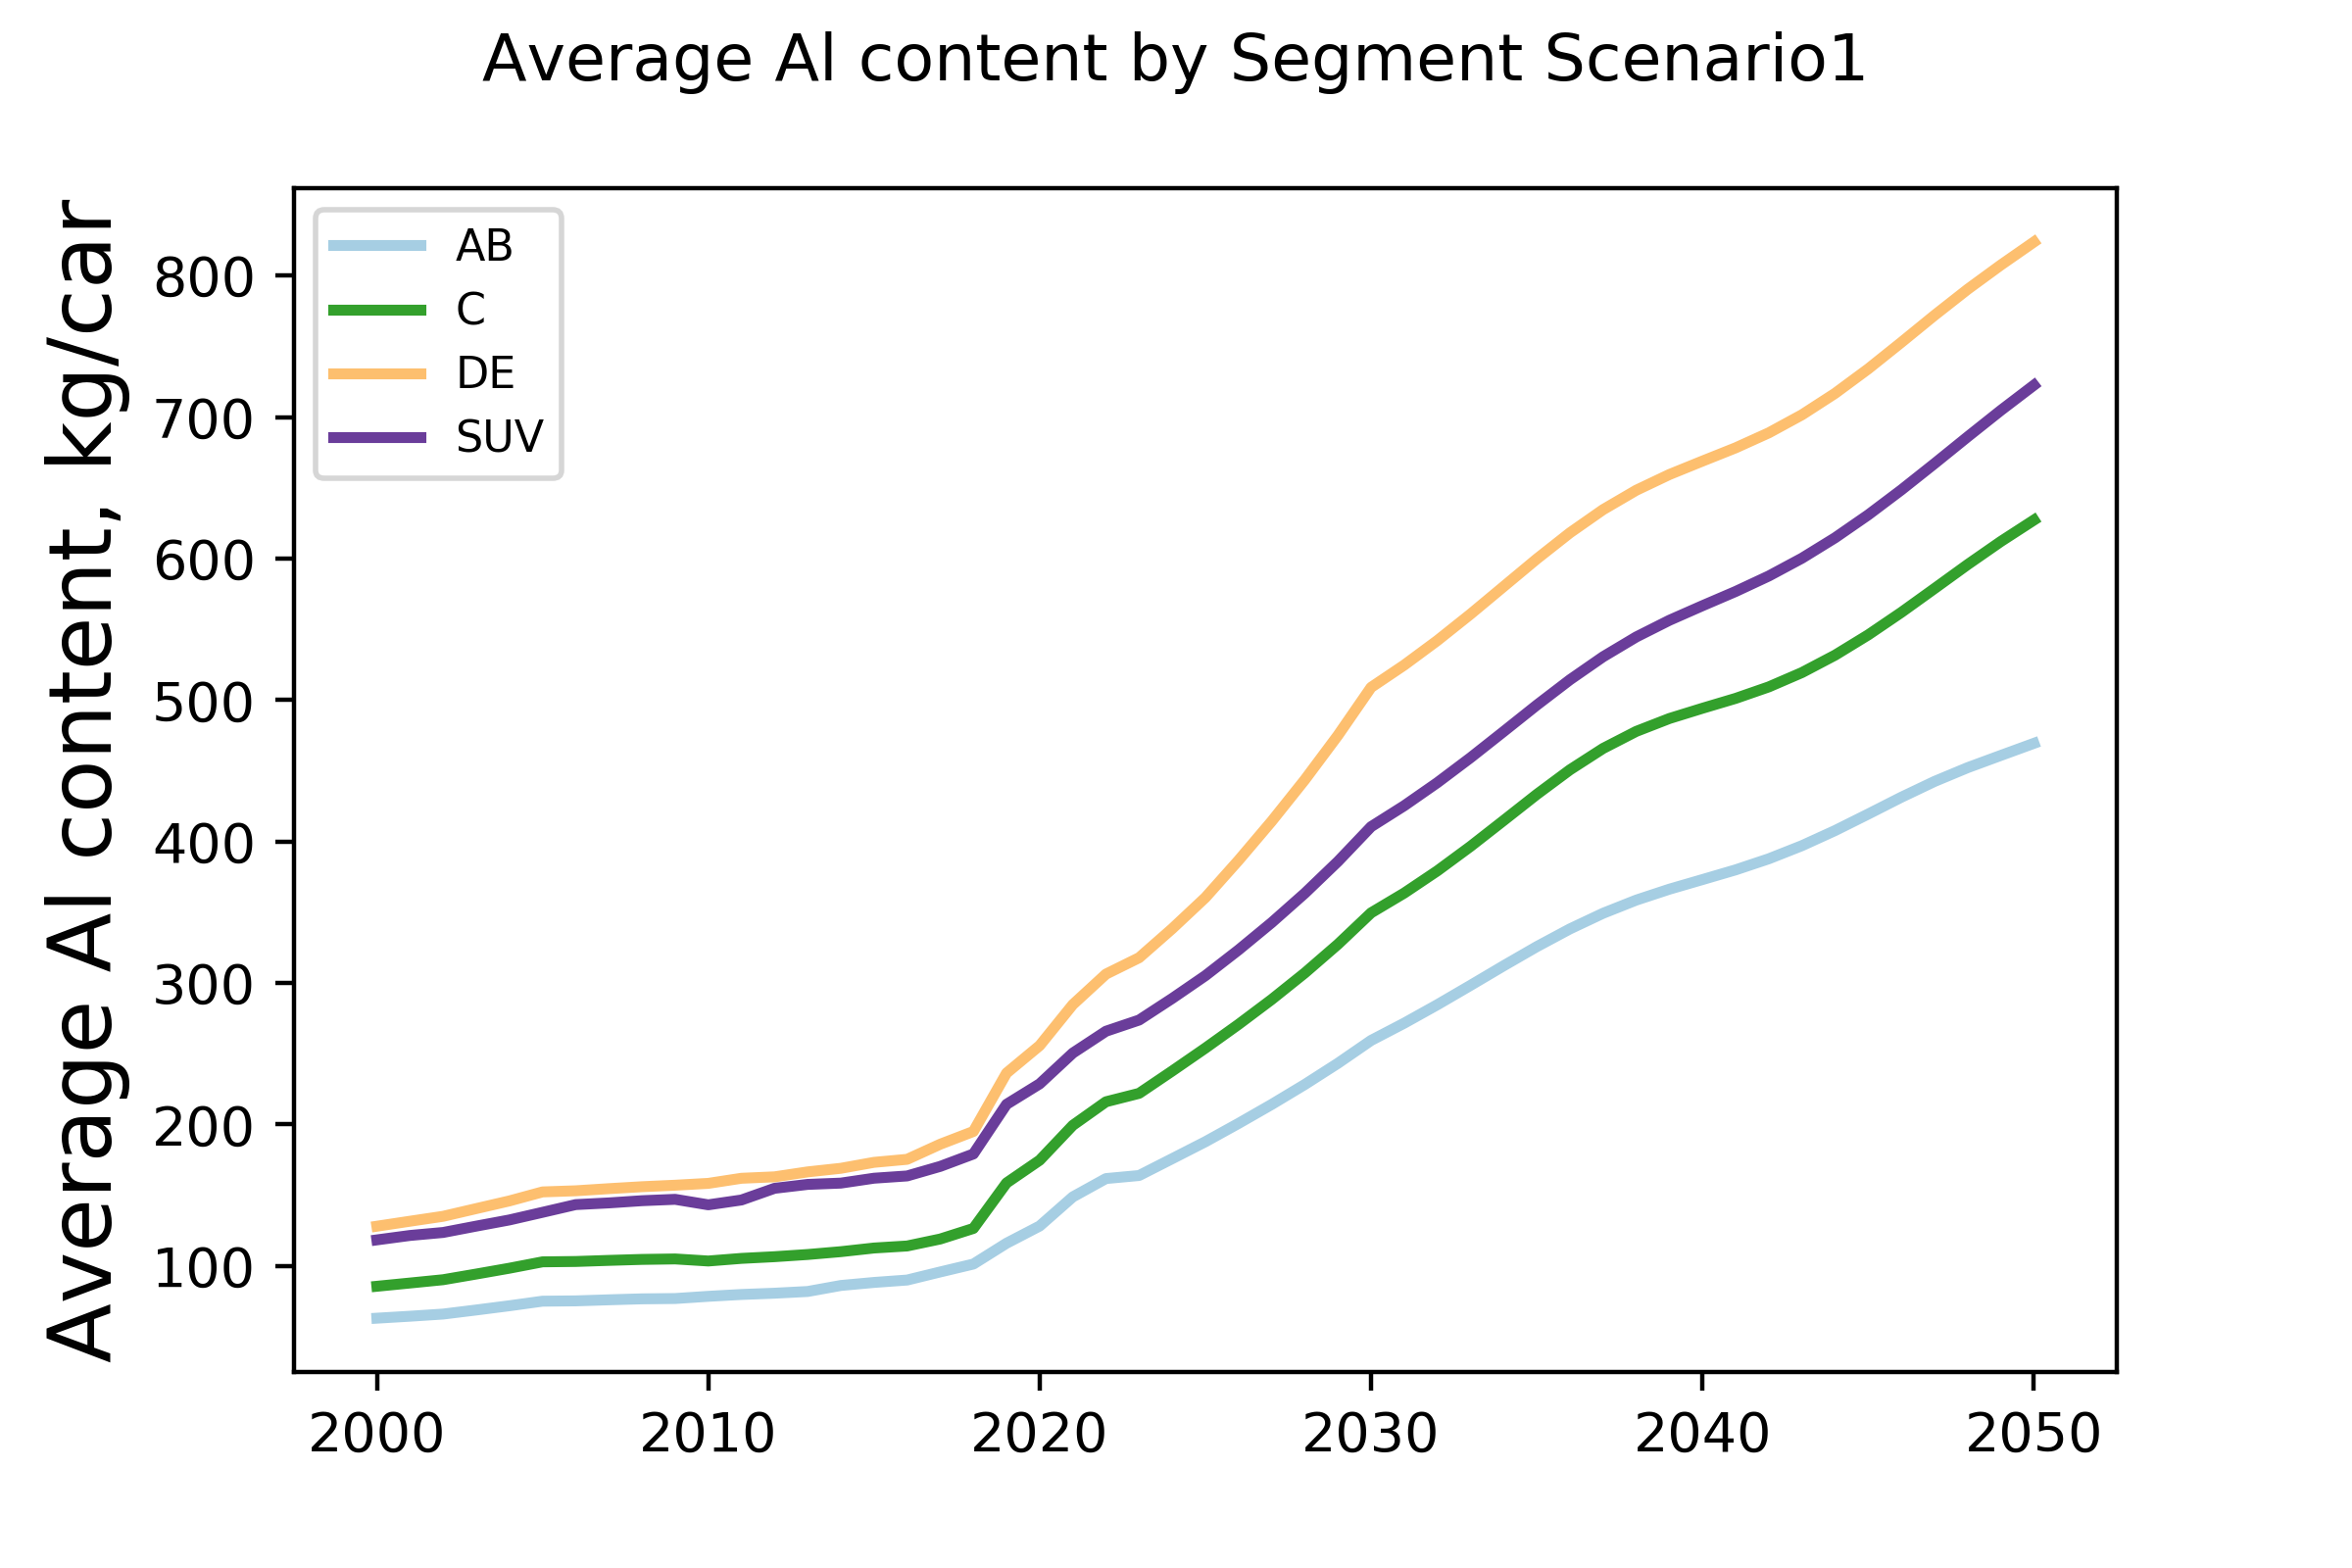 Average Al content by Segment Scenario1
Average Al content, kg/car
AB
C
DE
SUV
800
700
600
500
400
300
200
100
2000 2010 2020 2030 2040 2050